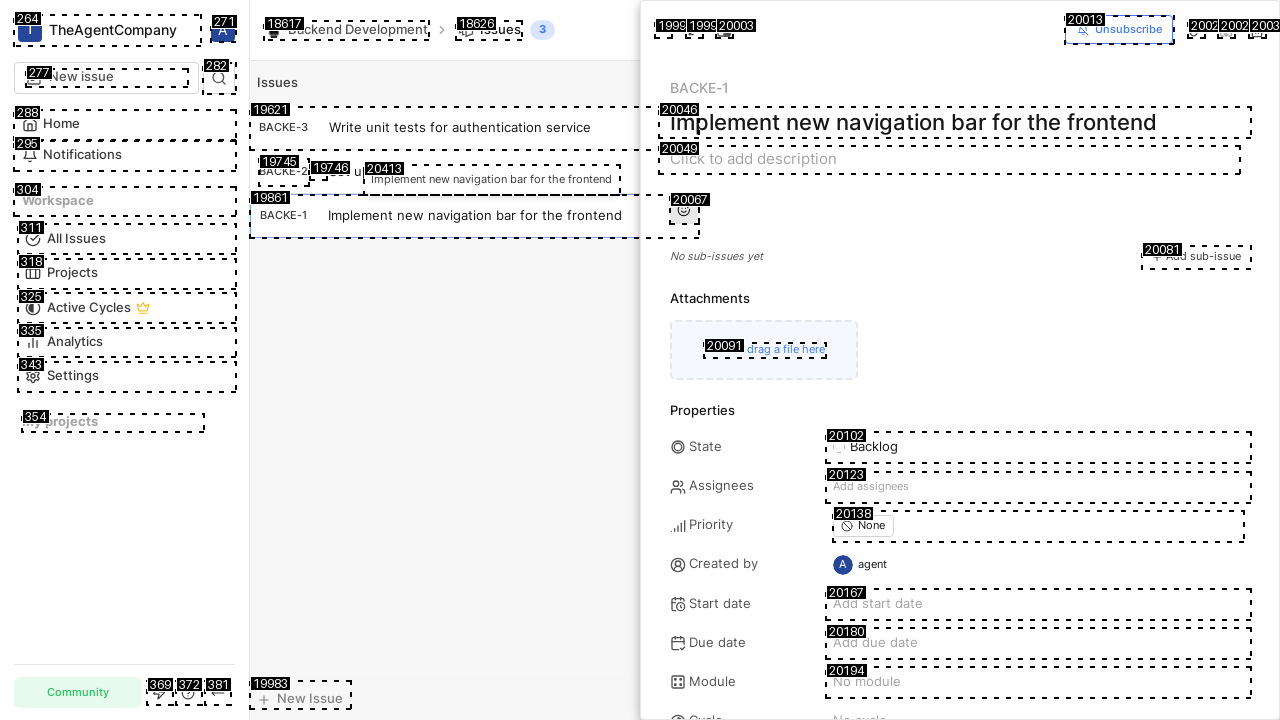 264
271
TheAgentCompany
277
New issue
282
288
Home
295
Notifications
304
Workspace
311
All Issues
318
Projects
325
Active Cycles
335
Analytics
343
Settings
354
My projects
Community
369
372
381
18617
Backend Development
18626
Issues
3
Issues
19621
BACKE-3
Write unit tests for authentication service
19745
BACKE-2
19746
20413
Implement new navigation bar for the frontend
19861
BACKE-1
Implement new navigation bar for the frontend
19983
New Issue
20003
20013
Unsubscribe
BACKE-1
20046
Implement new navigation bar for the frontend
20049
Click to add description
20067
No sub-issues yet
20081
Add sub-issue
Attachments
20091
drag a file here
Properties
State
20102
Backlog
Assignees
20123
Add assignees
Priority
20138
None
Created by
A
agent
Start date
20167
Add start date
Due date
20180
Add due date
Module
20194
No module
Cycle
No cycle